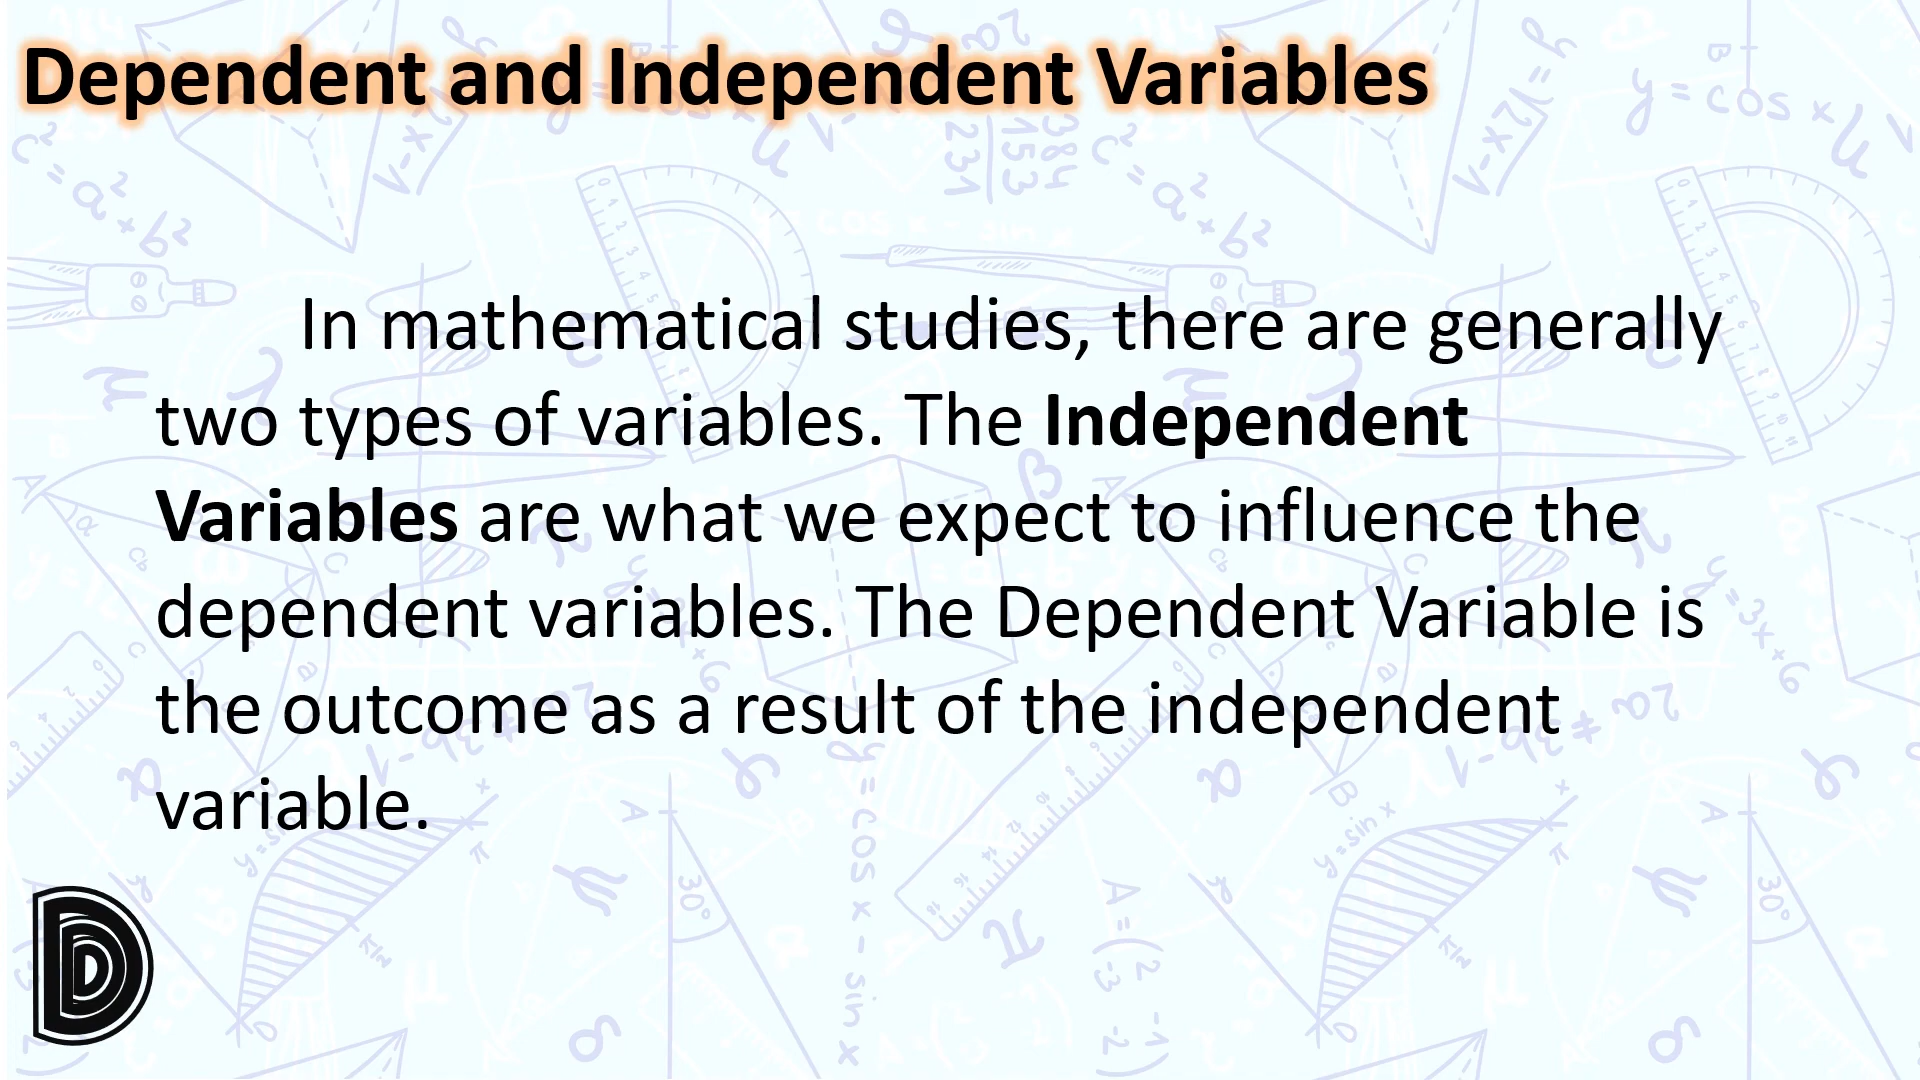 Dependent and Independent Variables
In mathematical studies, there are generally
two types of variables. The Independent
Variables are what we expect to influence the
dependent variables. The Dependent Variable is
the outcome as a result of the independent
variable.